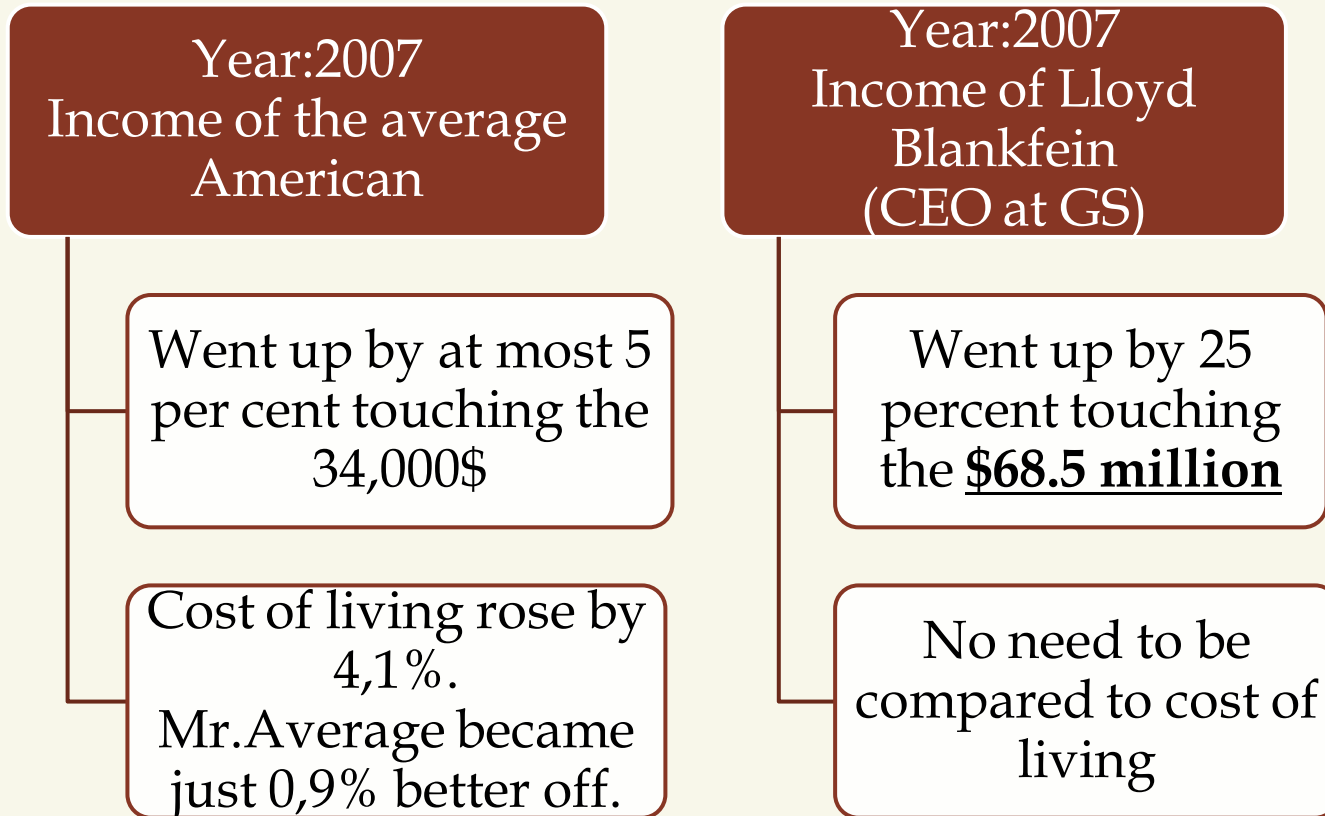 Year:2007
Income of the average
American
Went up by at most 5
per cent touching the
34,000$
Cost of living rose by
4,1%.
Mr.Average became
just 0,9% better off.
Year:2007
Income of Lloyd
Blankfein
(CEO at GS)
Went up by 25
percent touching
the $68.5 million
No need to be
compared to cost of
living